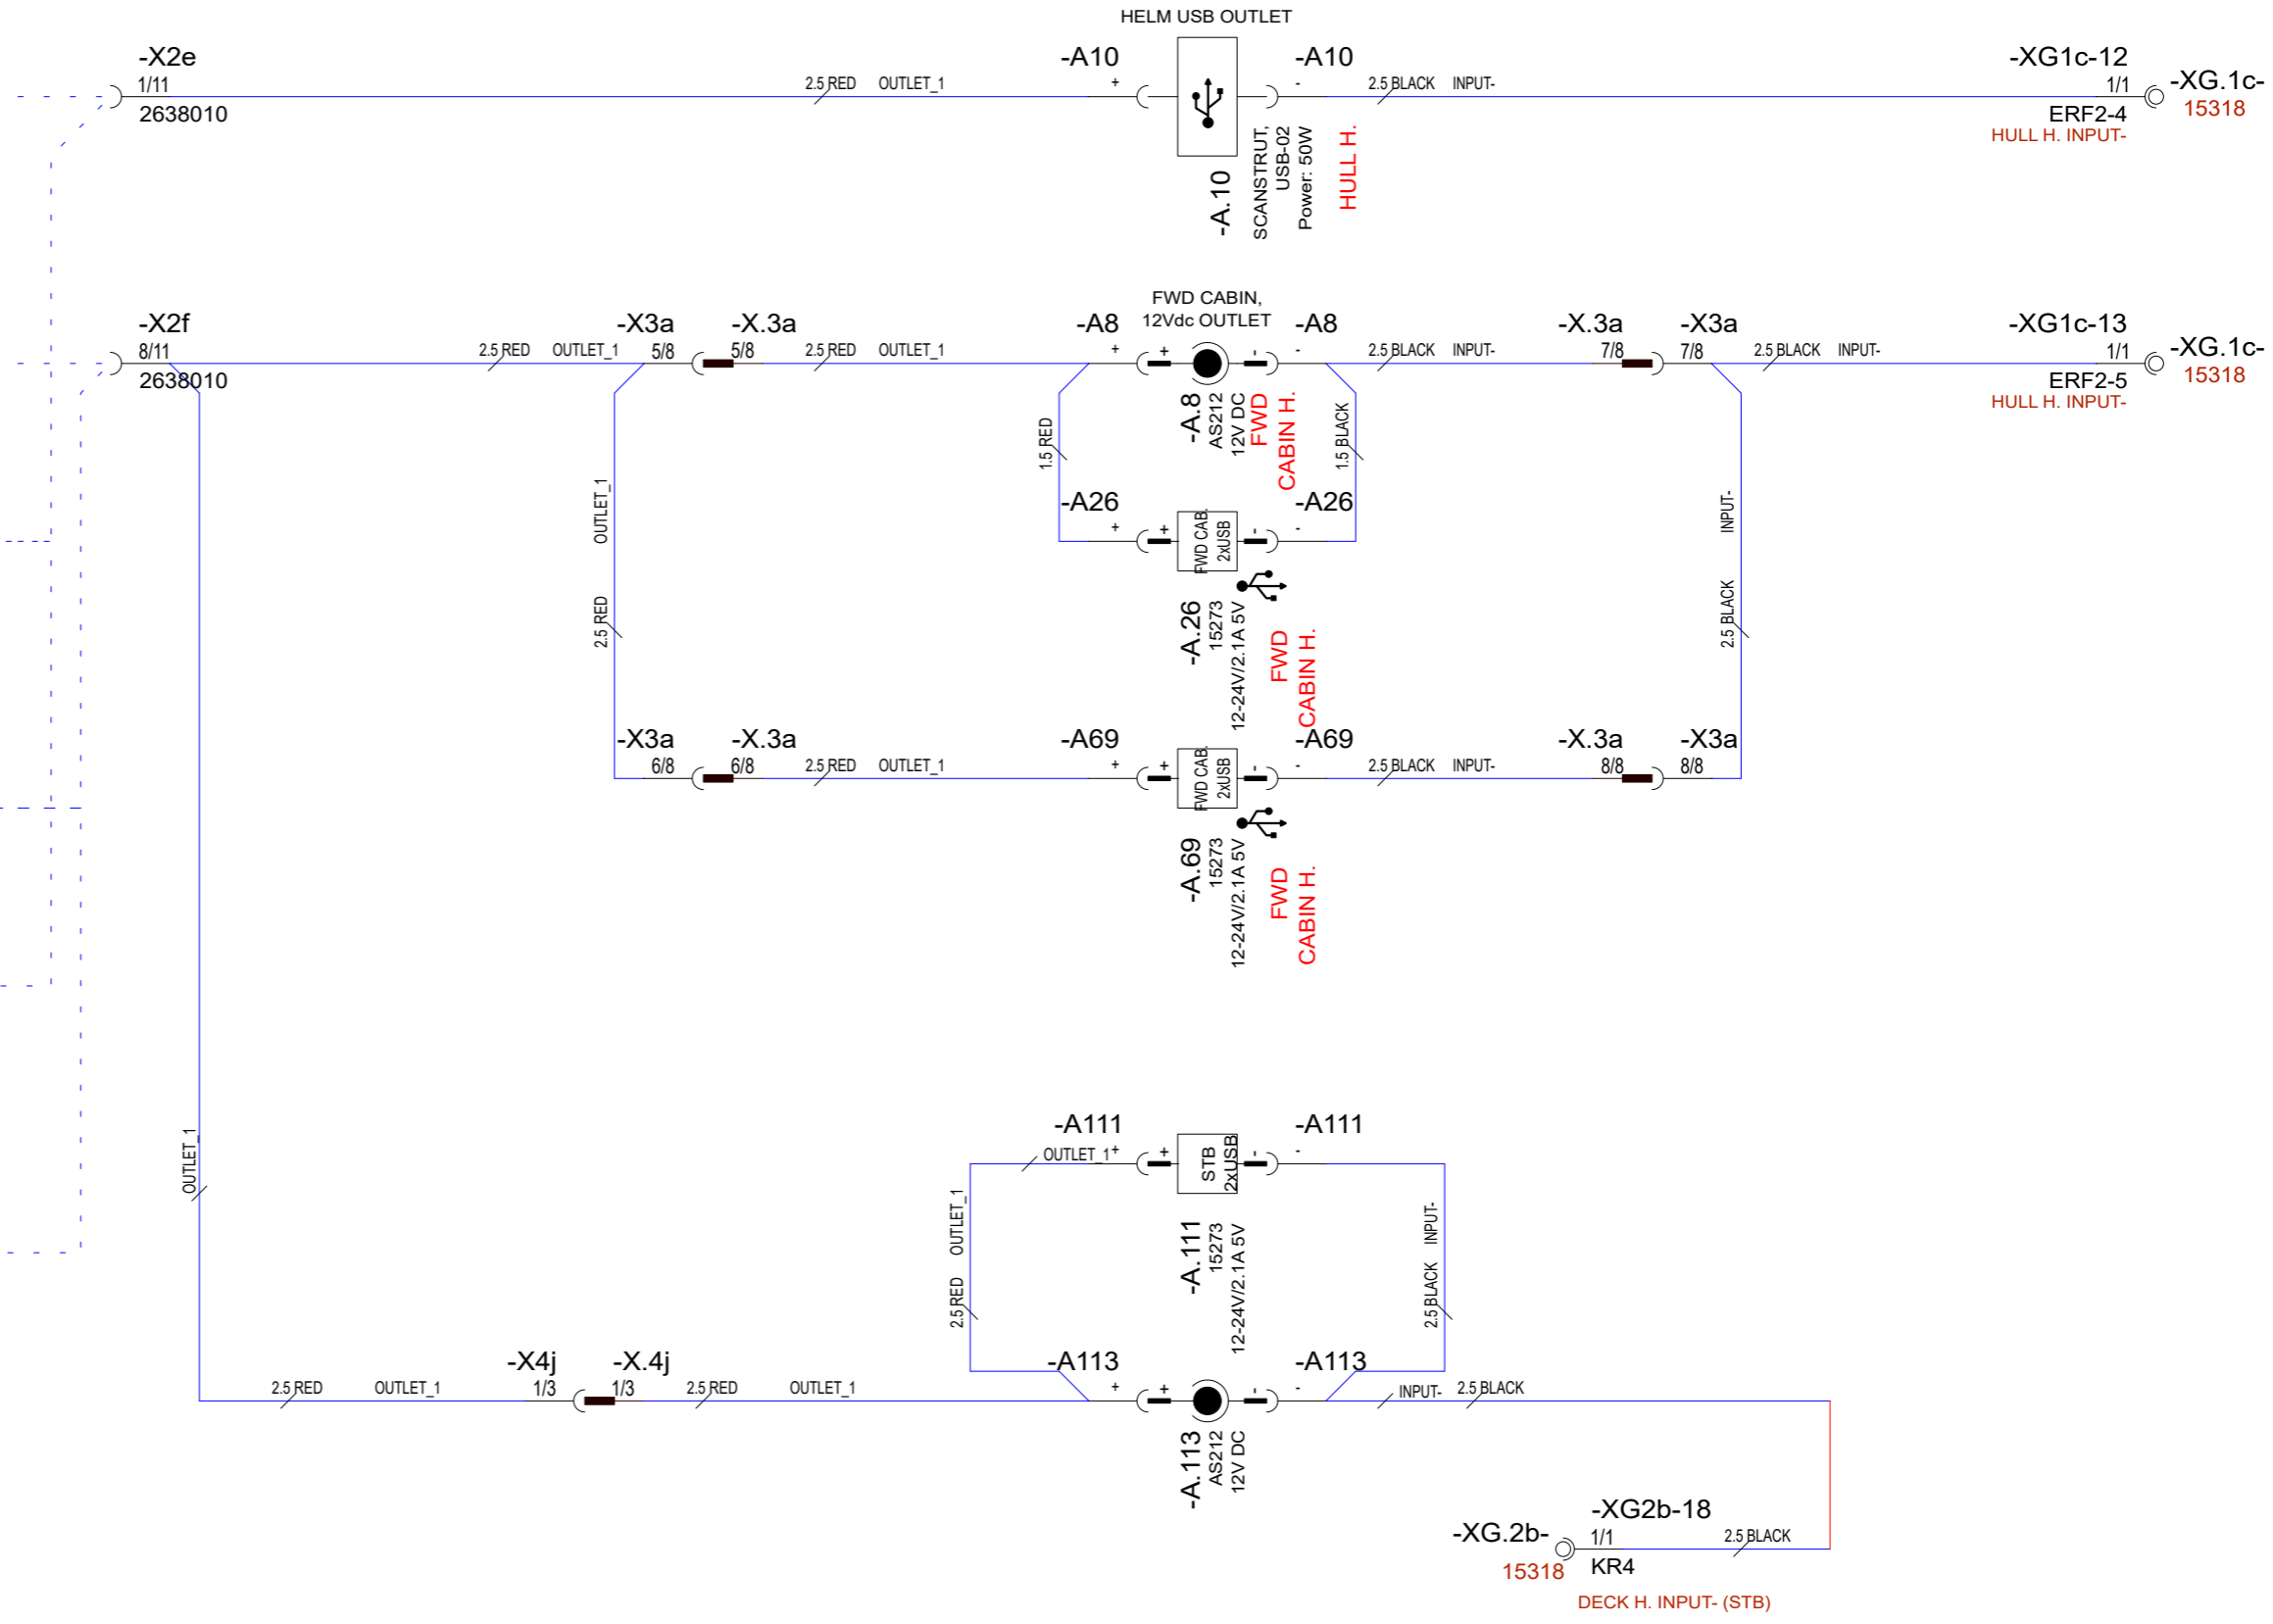 HELM USB OUTLET
-X2e
1/11
2638010
2.5 RED OUTLET_1
-A10
+
-A10
-
2.5 BLACK INPUT-
-XG1c-12
1/1
ERF2-4
HULL H. INPUT-
-XG.1c-
15318
-A.10
SCANSTRUT,
USB-02
Power: 50W
HULL H.
FWD CABIN,
12Vdc OUTLET
-X2f
8/11
2638010
2.5 RED OUTLET_1
-X3a
5/8
-X.3a
5/8
2.5 RED OUTLET_1
-A8
+
+
-
-A8
-
2.5 BLACK INPUT-
-X.3a
7/8
-X3a
7/8
2.5 BLACK INPUT-
-XG1c-13
1/1
ERF2-5
HULL H. INPUT-
-XG.1c-
15318
-A.8
AS212
12V DC
FWD
CABIN H.
1.5 RED
1.5 BLACK
-A26
+
+
FWD CAB.
2xUSB
-
-A26
-
-A.26
15273
12-24V/2.1A 5V
FWD
CABIN H.
2.5 RED OUTLET_1
2.5 BLACK INPUT-
-X3a
6/8
-X.3a
6/8
2.5 RED OUTLET_1
-A69
+
+
FWD CAB.
2xUSB
-
-A69
-
2.5 BLACK INPUT-
-X.3a
8/8
-X3a
8/8
-A.69
15273
12-24V/2.1A 5V
FWD
CABIN H.
OUTLET_1
-A111
OUTLET_1
+
+
STB
2xUSB
-
-A111
-
2.5 RED OUTLET_1
-A.111
15273
12-24V/2.1A 5V
2.5 BLACK INPUT-
2.5 RED OUTLET_1
-X4j
1/3
-X.4j
1/3
2.5 RED OUTLET_1
-A113
+
+
-
-A113
-
INPUT- 2.5 BLACK
-A.113
AS212
12V DC
-XG.2b-
15318
-XG2b-18
1/1
KR4
2.5 BLACK
DECK H. INPUT- (STB)